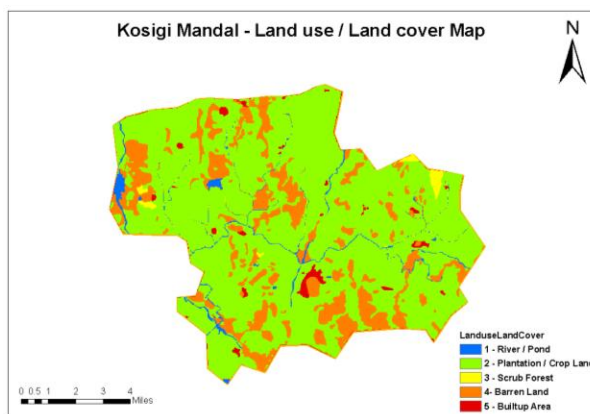 Kosigi Mandal - Land use / Land cover Map
N
LanduseLandCover
1 - River / Pond
2 - Plantation / Crop Land
3 - Scrub Forest
4- Barren Land
5 - Builtup Area
0 0.5 1 2 3 4
Miles